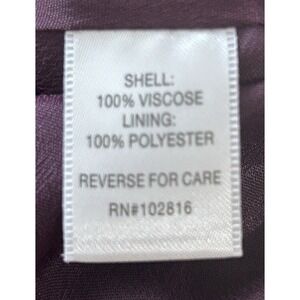 SHELL:
100% VISCOSE
LINING:
100% POLYESTER
REVERSE FOR CARE
RN#102816